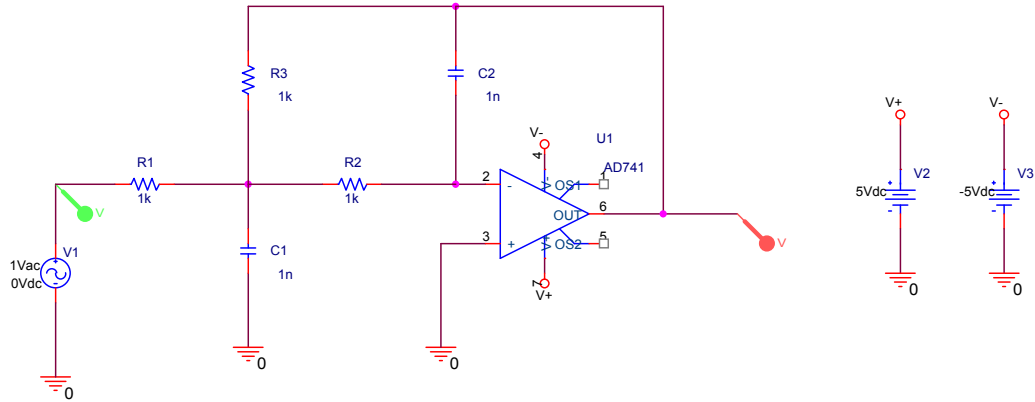 R3
1k
C2
1n
V-
4
U1
AD741
V+
V-
R1
1k
R2
1k
2
-
V-
OS1
1
V2
5Vdc
V3
-5Vdc
V
OUT
6
3
+
V+
OS2
5
V
C1
1n
V1
1Vac
0Vdc
7
V+
0
0
0
0
0